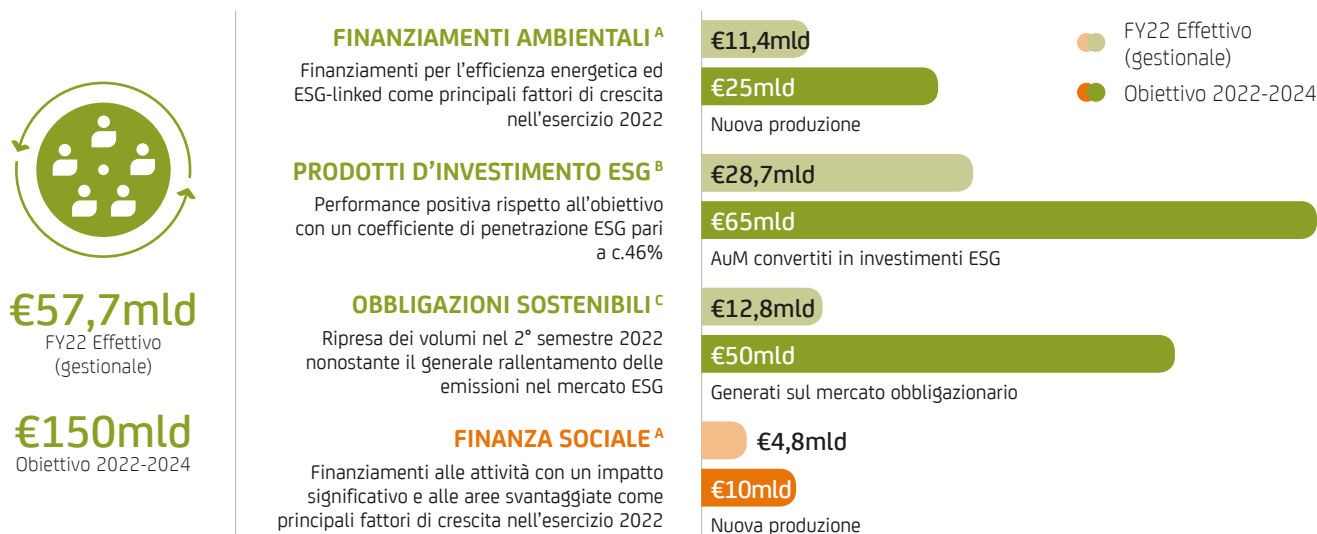 €57,7mld
FY22 Effettivo
(gestionale)
€150mld
Obiettivo 2022-2024
FINANZIAMENTI AMBIENTALI A
Finanziamenti per l'efficienza energetica ed
ESG-linked come principali fattori di crescita
nell'esercizio 2022
€11,4mld
€25mld
Nuova produzione
PRODOTTI D'INVESTIMENTO ESG B
Performance positiva rispetto all'obiettivo
con un coefficiente di penetrazione ESG pari
a c.46%
€28,7mld
€65mld
AuM convertiti in investimenti ESG
OBBLIGAZIONI SOSTENIBILI C
Ripresa dei volumi nel 2° semestre 2022
nonostante il generale rallentamento delle
emissioni nel mercato ESG
€12,8mld
€50mld
Generati sul mercato obbligazionario
FINANZA SOCIALE A
Finanziamenti alle attività con un impatto
significativo e alle aree svantaggiate come
principali fattori di crescita nell'esercizio 2022
€4,8mld
€10mld
Nuova produzione
FY22 Effettivo
(gestionale)
Obiettivo 2022-2024